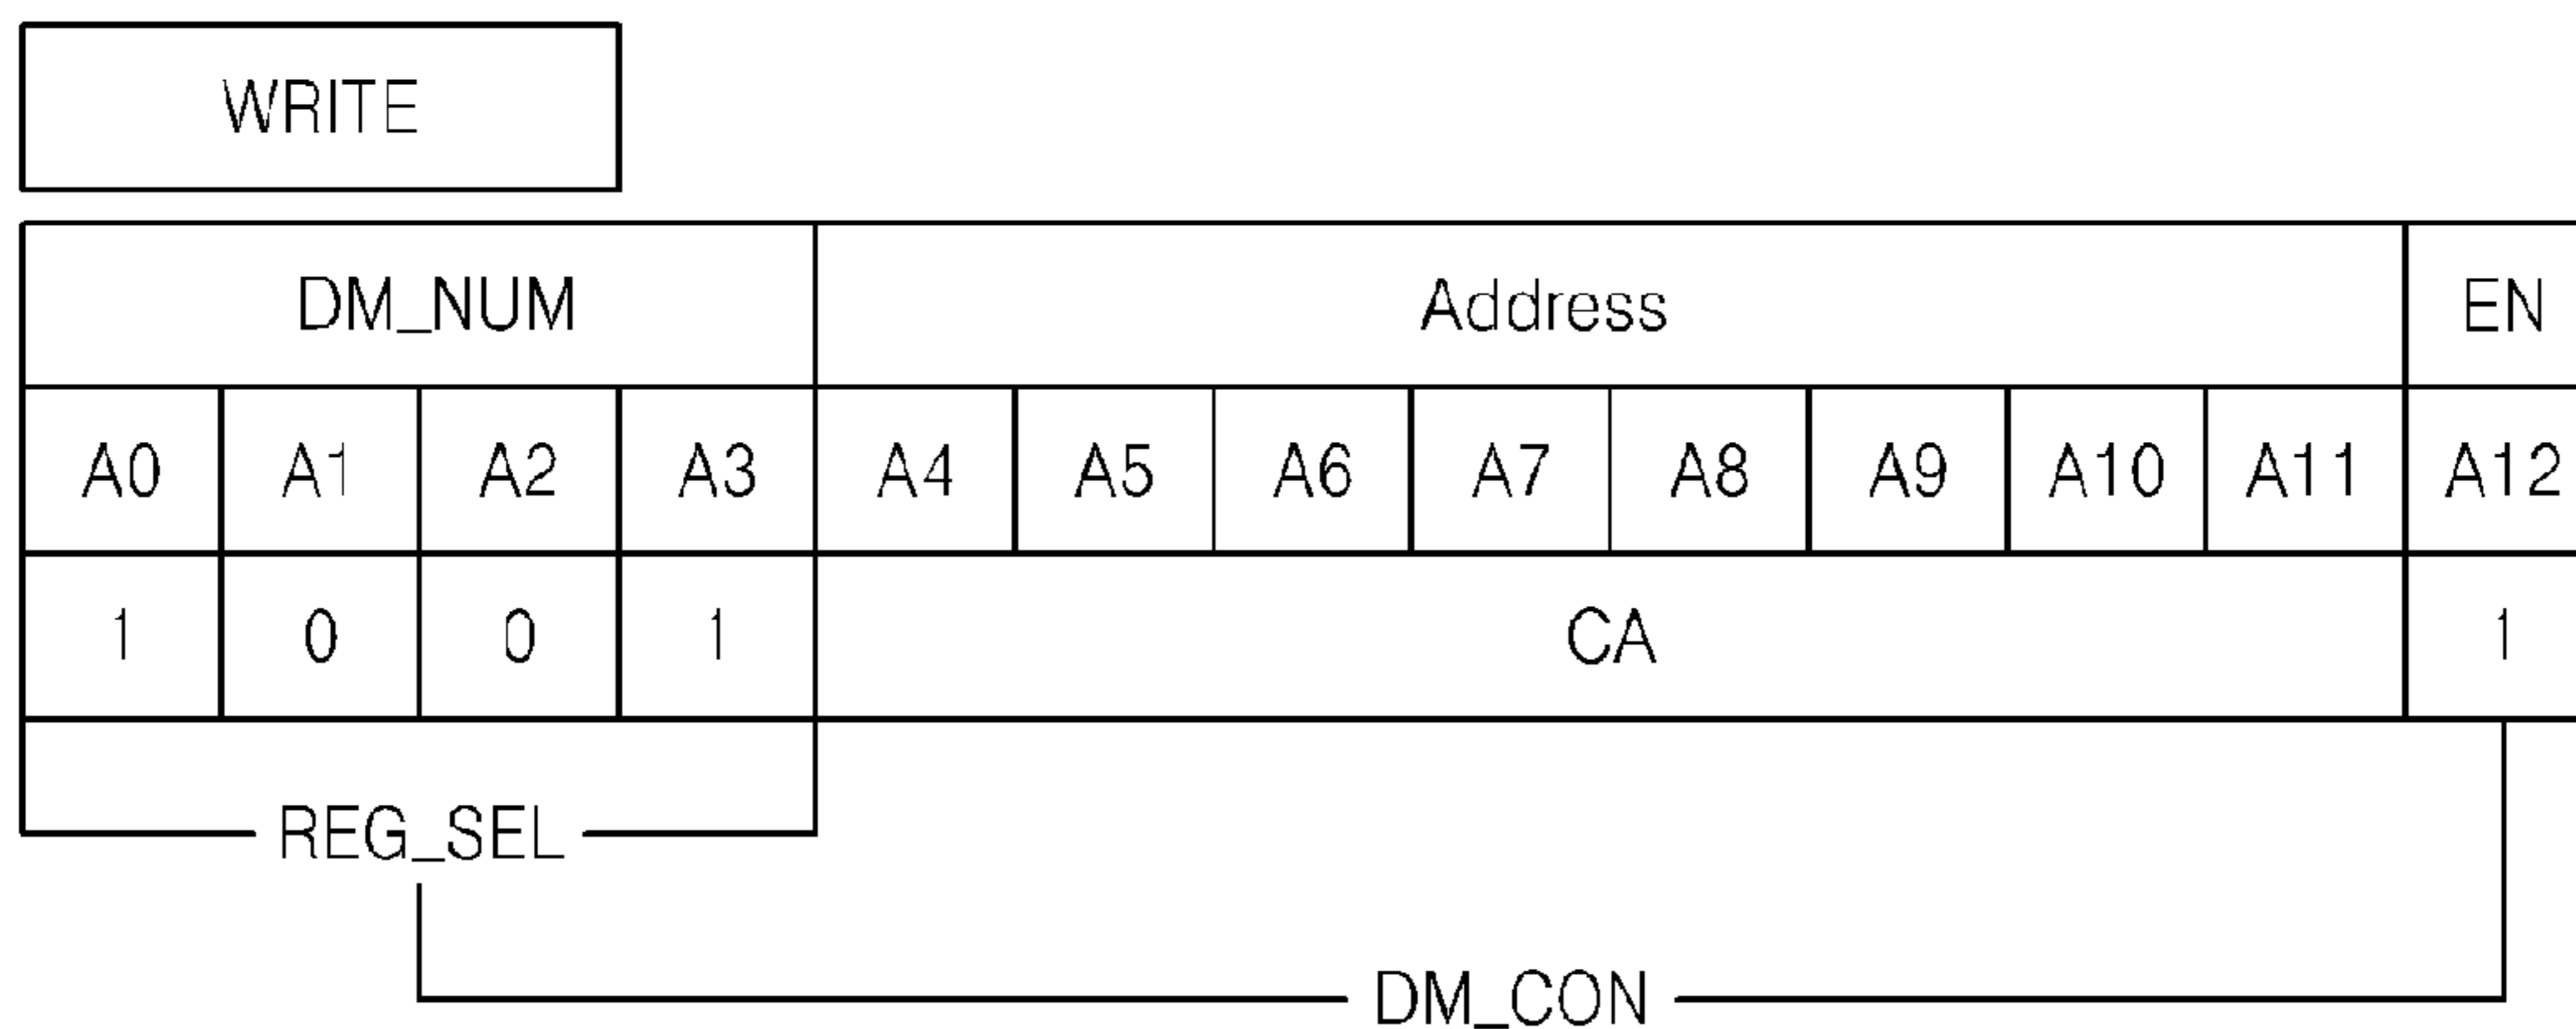 WRITE
DM_NUM Address EN
A0 A1 A2 A3 A4 A5 A6 A7 A8 A9 A10 A11 A12
1 0 0 1 CA 1
REG_SEL
DM_CON